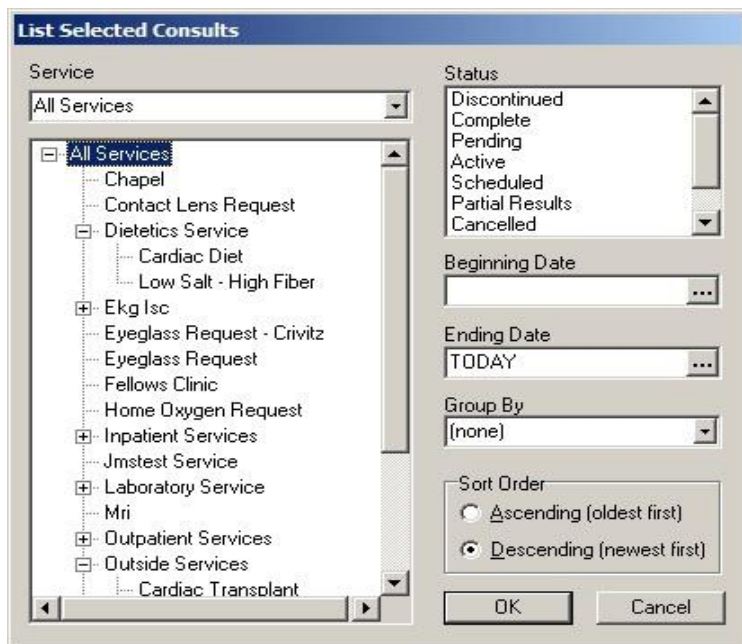 List Selected Consults
Service
All Services
All Services
Chapel
Contact Lens Request
Dietetics Service
Cardiac Diet
Low Salt - High Fiber
Ekg Isc
Eyeglass Request - Crivitz
Eyeglass Request
Fellows Clinic
Home Oxygen Request
Inpatient Services
Jmstest Service
Laboratory Service
Mri
Outpatient Services
Outside Services
Cardiac Transplant
Status
Discontinued
Complete
Pending
Active
Scheduled
Partial Results
Cancelled
Beginning Date
...
Ending Date
TODAY ...
Group By
(none)
Sort Order
Ascending (oldest first)
Descending (newest first)
OK Cancel